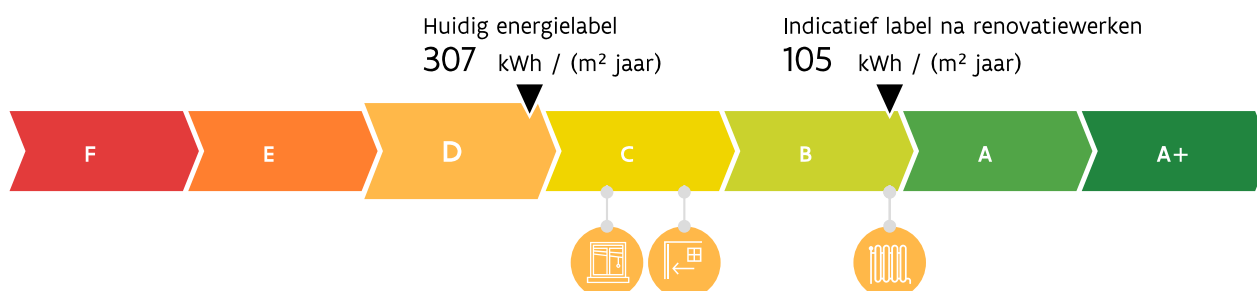 Huidig energielabel
307 kWh / (m² jaar)
Indicatief label na renovatiewerken
105 kWh / (m² jaar)
F E D C B A A+